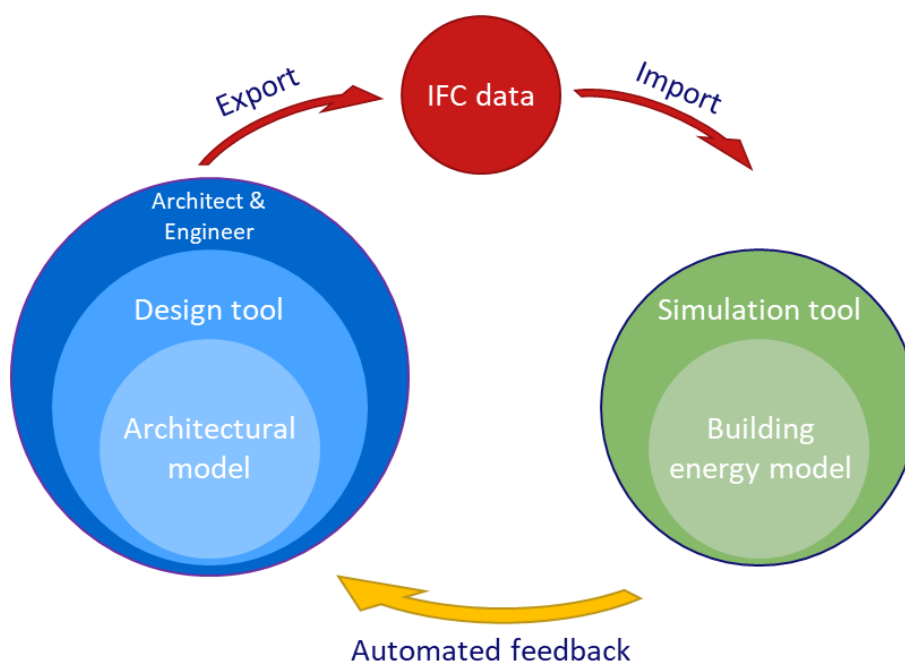 Export
IFC data
Import
Architect &
Engineer
Design tool
Architectural
model
Simulation tool
Building
energy model
Automated feedback